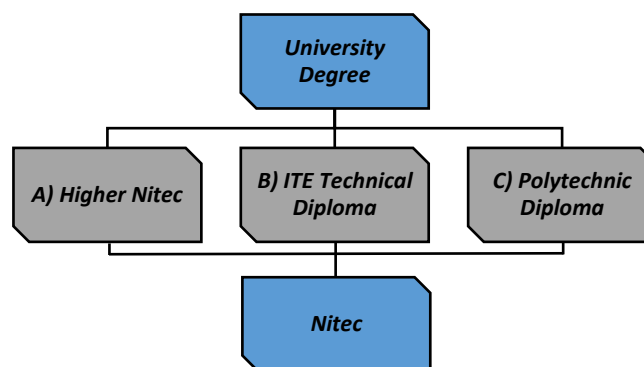 University
Degree
A) Higher Nitec
B) ITE Technical
Diploma
C) Polytechnic
Diploma
Nitec